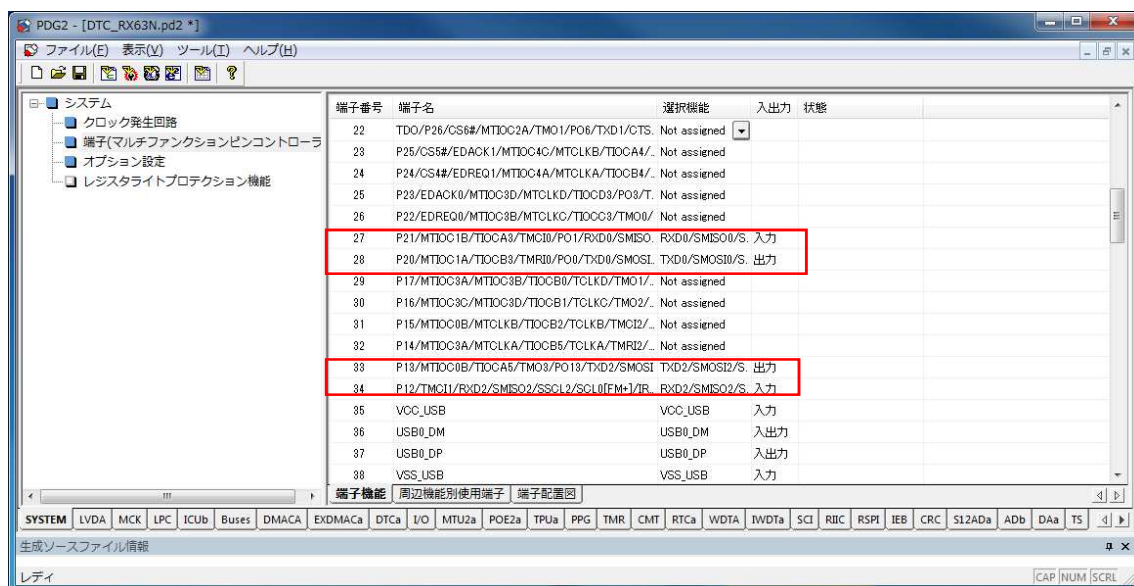 PDG2 - [DTC_RX63N.pd2 *]
ファイル(F) 表示(V) ツール(T) ヘルプ(H)
システム
クロック発生回路
端子(マルチファンクションピンコントローラ
オプション設定
レジスタライトプロテクション機能
端子番号 端子名 選択機能 入出力 状態
22 TDO/P26/CS6#/MTIOC2A/TMO1/PO6/TXD1/CTS. Not assigned
23 P25/CS5#/EDACK1/MTIOC4C/MTCLKB/TIOCA4/.. Not assigned
24 P24/CS4#/EDREQ1/MTIOC4A/MTCLKA/TIOCB4/.. Not assigned
25 P23/EDACK0/MTIOC3D/MTCLKD/TIOCD3/PO3/T. Not assigned
26 P22/EDREQ0/MTIOC3B/MTCLKC/TIOCC3/TMO0/ Not assigned
27 P21/MTIOC1B/TIOCA3/TMCI0/PO1/RXD0/SMISO. RXD0/SMISO0/S. 入力
28 P20/MTIOC1A/TIOCB3/TMRI0/PO0/TXD0/SMOSI.. TXD0/SMOSI0/S. 出力
29 P17/MTIOC3A/MTIOC3B/TIOCB0/TCLKD/TMO1/.. Not assigned
30 P16/MTIOC3C/MTIOC3D/TIOCB1/TCLKC/TMO2/.. Not assigned
31 P15/MTIOC0B/MTCLKB/TIOCB2/TCLKB/TMCI2/.. Not assigned
32 P14/MTIOC3A/MTCLKA/TIOCB5/TCLKA/TMRI2/.. Not assigned
33 P13/MTIOC0B/TIOCA5/TMO3/PO13/TXD2/SMOSI TXD2/SMOSI2/S. 出力
34 P12/TMCI1/RXD2/SMISO2/SSCL2/SCL0[FM+]/IR.. RXD2/SMISO2/S. 入力
35 VCC_USB VCC_USB 入力
36 USB0_DM USB0_DM 入出力
37 USB0_DP USB0_DP 入出力
38 VSS_USB VSS_USB 入力
端子機能 周辺機能別使用端子 端子配置図
SYSTEM LVDA MCK LPC ICUb Buses DMACA EXDMACa DTCa I/O MTU2a POE2a TPUa PPG TMR CMT RTCa WDTA IWDTa SCI RIIC RSPI IEB CRC S12ADa ADb DAa TS
生成ソースファイル情報
レディ CAP NUM SCRL